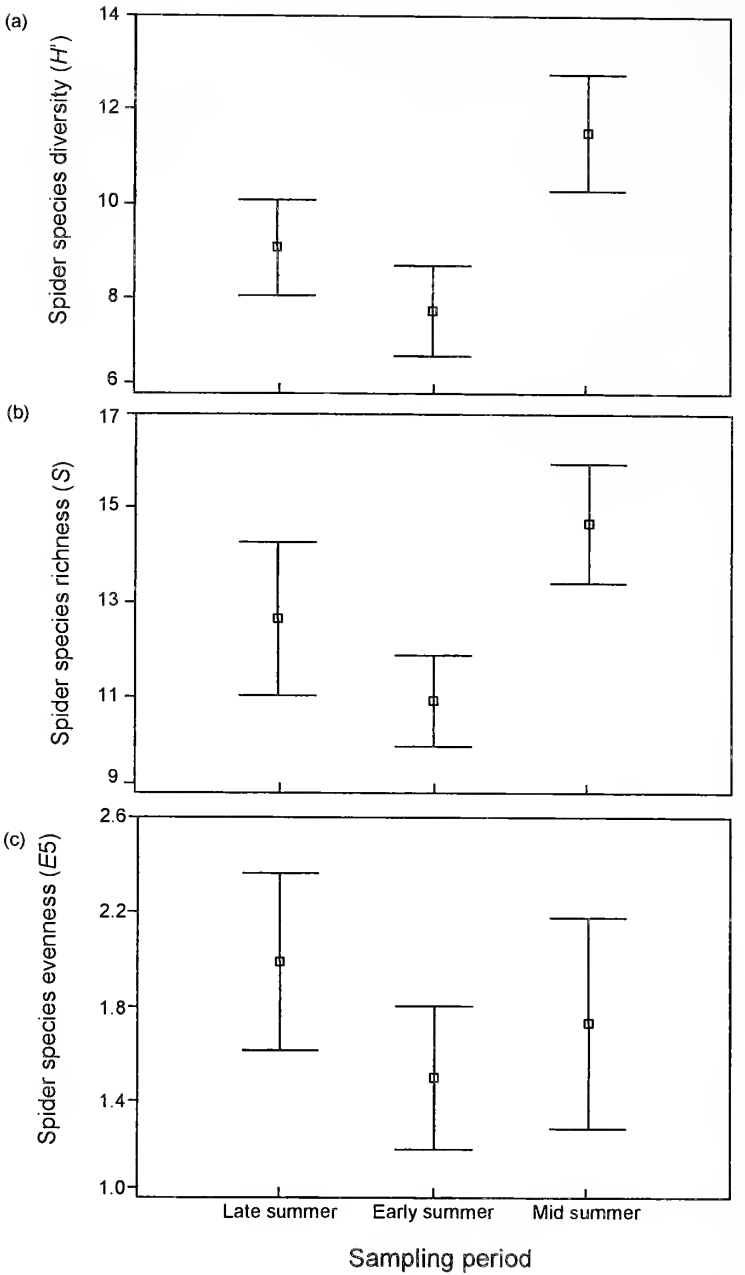 (a)
Spider species diversity (H')
14
12
10
8
6
(b)
Spider species richness (S)
17
15
13
11
9
(c)
Spider species evenness (E5)
2.6
2.2
1.8
1.4
1.0
Late summer Early summer Mid summer
Sampling period